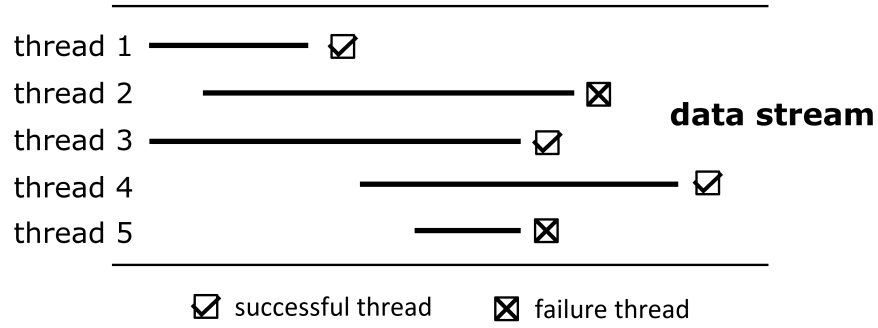 thread 1
thread 2
data stream
thread 3
thread 4
thread 5
successful thread
failure thread